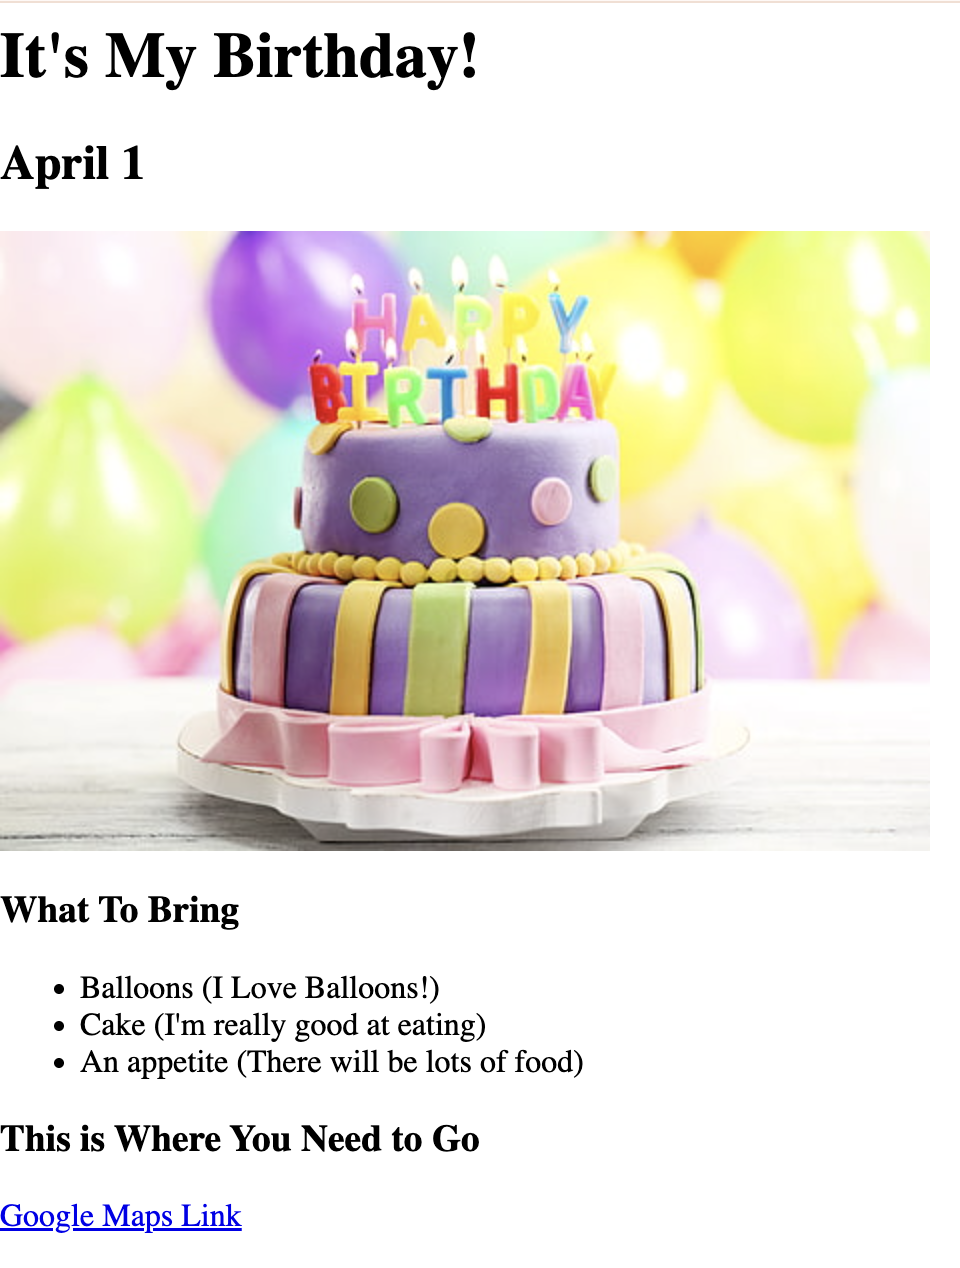 It's My Birthday!
April 1
HAPPY
BIRTHDAY
What To Bring
Balloons (I Love Balloons!)
Cake (I'm really good at eating)
An appetite (There will be lots of food)
This is Where You Need to Go
Google Maps Link